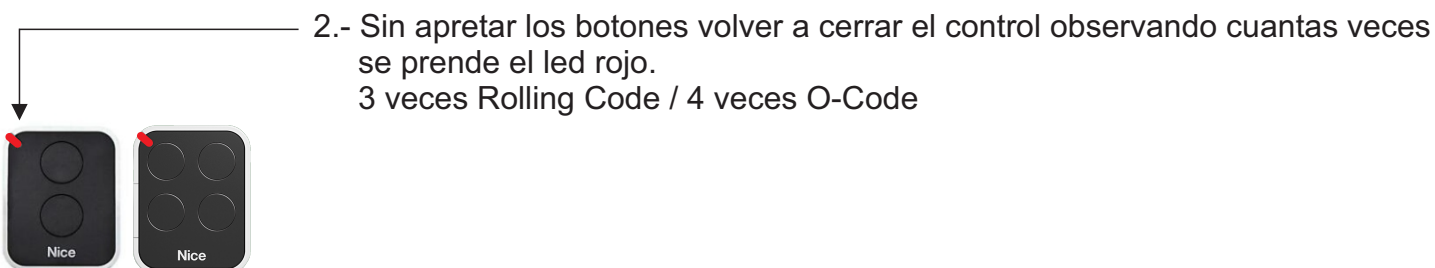 2.- Sin apretar los botones volver a cerrar el control observando cuantas veces
se prende el led rojo.
3 veces Rolling Code / 4 veces O-Code
Nice
Nice